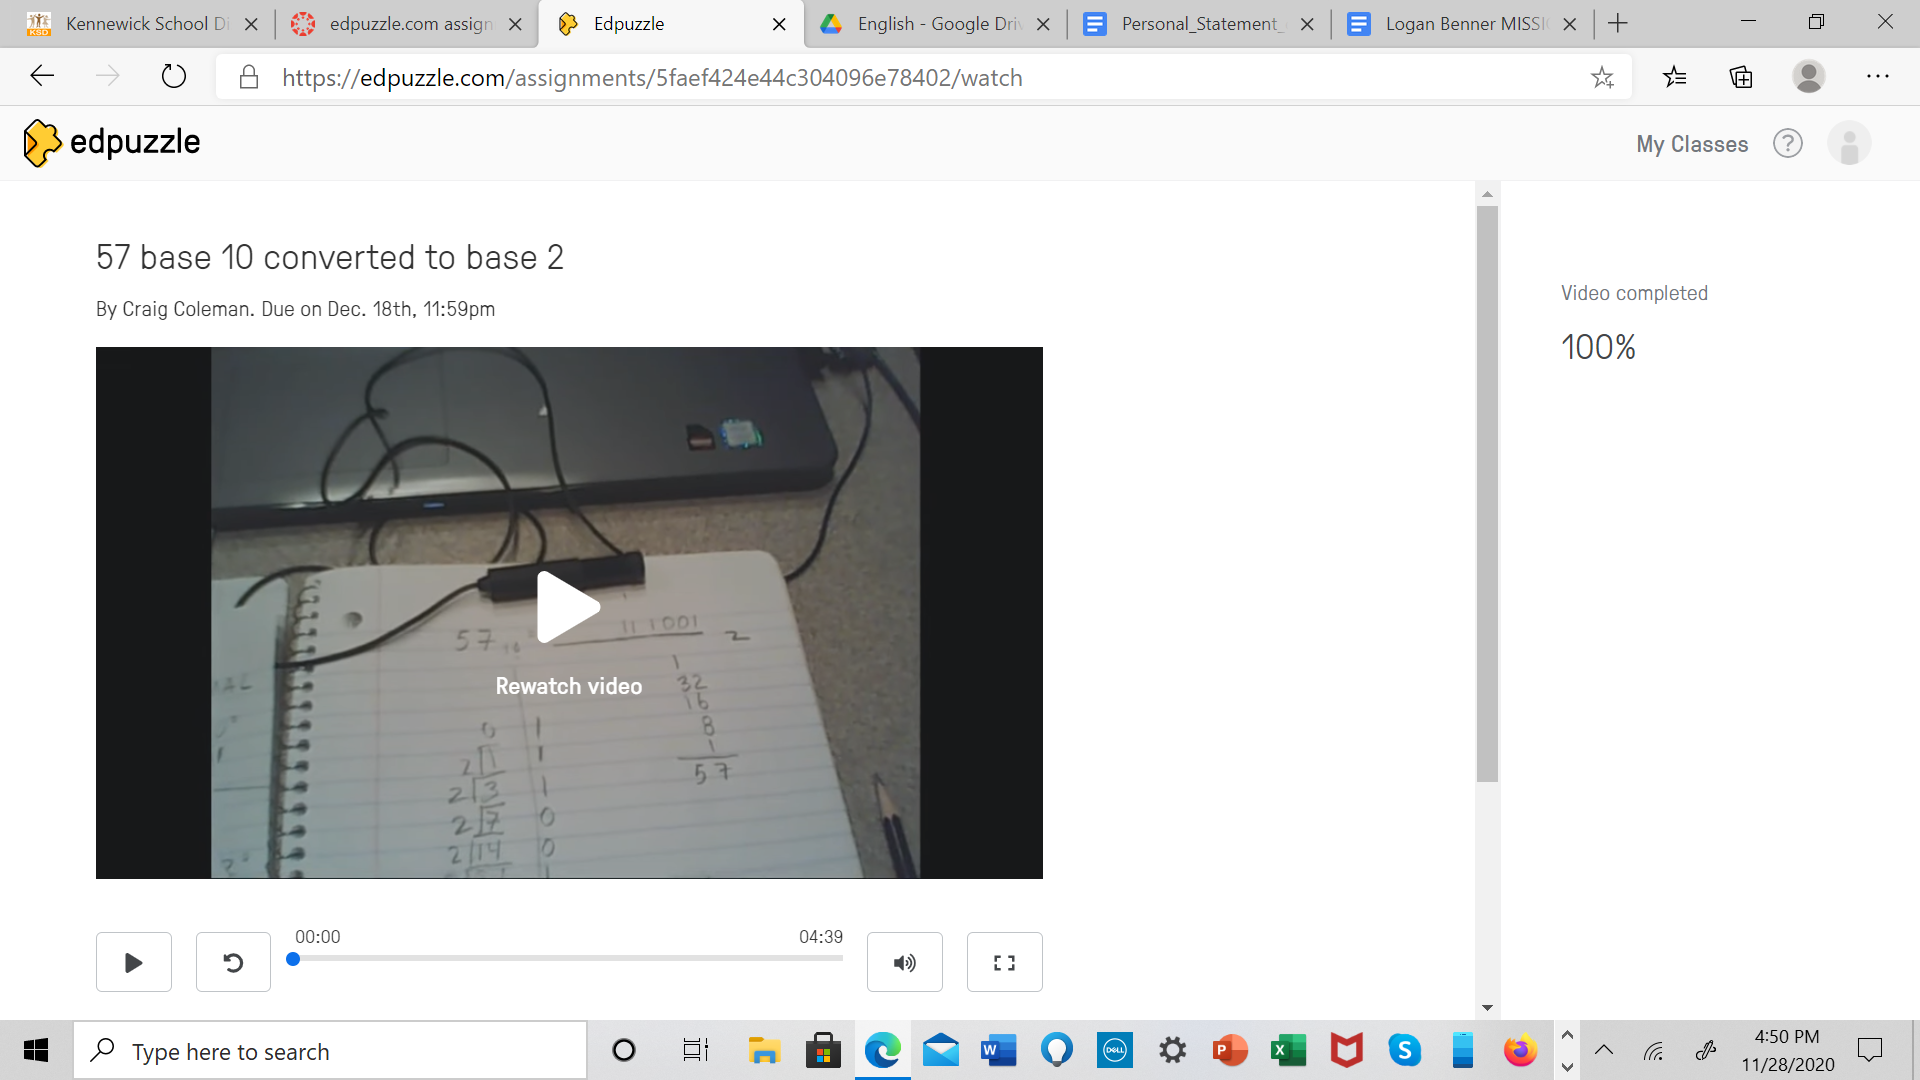 Kennewick School Di
edpuzzle.com assign
Edpuzzle
English - Google Driv
Personal_Statement_
Logan Benner MISSI
https://edpuzzle.com/assignments/5faef424e44c304096e78402/watch
edpuzzle
My Classes
?
57 base 10 converted to base 2
By Craig Coleman. Due on Dec. 18th, 11:59pm
Video completed
100%
57 10 111001 2
1
32
16
8
1
57
Rewatch video
0 1
2 1 1
2 3 1
2 7 0
2 14 0
00:00
04:39
Type here to search
4:50 PM
11/28/2020